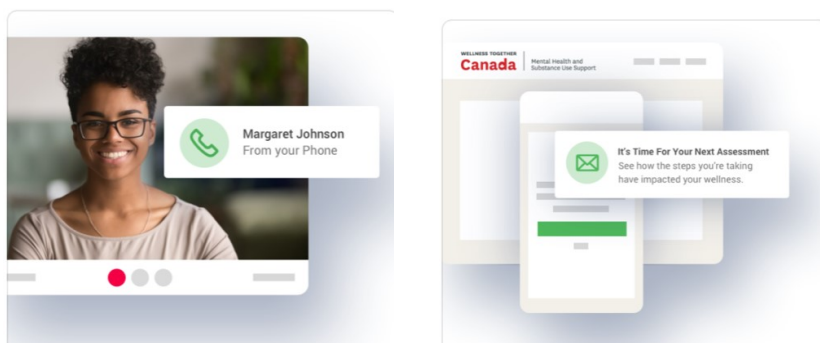 Margaret Johnson
From your Phone
WELLNESS TOGETHER
Canada
Mental Health and
Substance Use Support
It's Time For Your Next Assessment
See how the steps you're taking
have impacted your wellness.